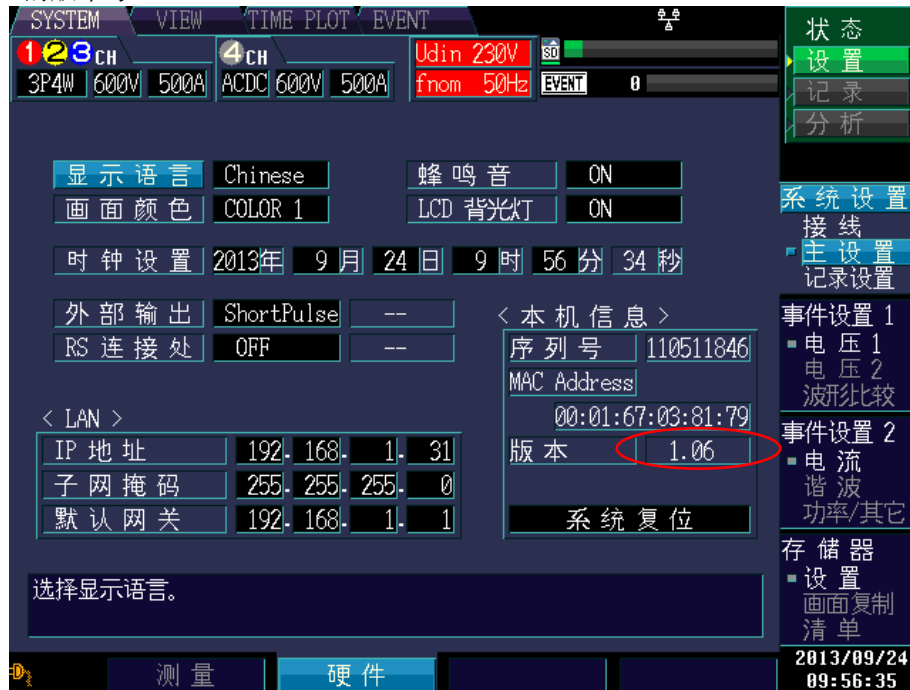 SYSTEM VIEW TIME PLOT EVENT
123CH 4CH Udin 230V SD
3P4W 600V 500A ACDC 600V 500A fnom 50Hz EVENT 0
状态
设置
记录
分析
显示语言 Chinese 蜂鸣音 ON
画面颜色 COLOR 1 LCD 背光灯 ON
时钟设置 2013年 9月 24日 9时 56分 34秒
外部输出 ShortPulse --
RS 连接处 OFF --
<本机信息>
序列号 110511846
MAC Address
00:01:67:03:81:79
版本 1.06
系统复位
< LAN >
IP 地址 192. 168. 1. 31
子网掩码 255. 255. 255. 0
默认网关 192. 168. 1. 1
选择显示语言。
系统设置
接线
主设置
记录设置
事件设置 1
电压 1
电压 2
波形比较
事件设置 2
电流
谐波
功率/其它
存储器
设置
画面复制
清单
测量 硬件
2013/09/24
09:56:35